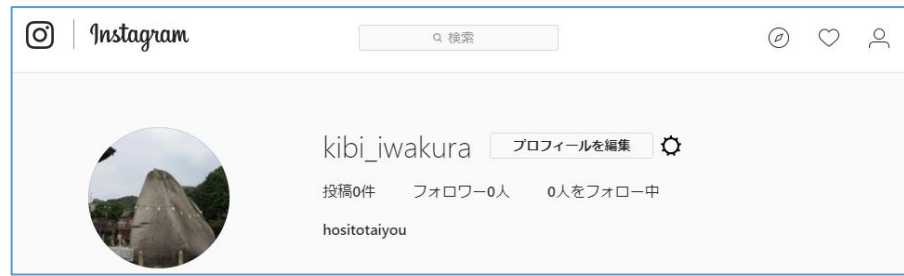 Instagram
検索
kibi_iwakura プロフィールを編集
投稿0件 フォロワー0人 0人をフォロー中
hositotaiyou